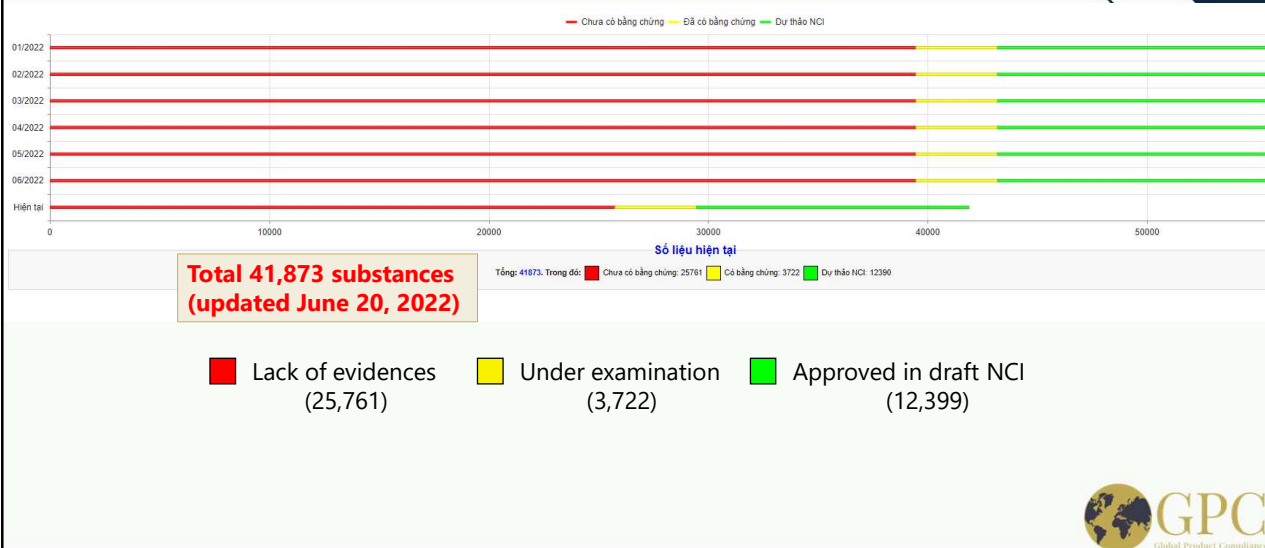 Chưa có bằng chứng Đã có bằng chứng Dự thảo NCI
01/2022
02/2022
03/2022
04/2022
05/2022
06/2022
Hiện tại
0 10000 20000 30000 40000 50000
Số liệu hiện tại
Tổng: 41873. Trong đó: Chưa có bằng chứng: 25761 Có bằng chứng: 3722 Dự thảo NCI: 12390
Total 41,873 substances
(updated June 20, 2022)
Lack of evidences Under examination Approved in draft NCI
(25,761) (3,722) (12,399)
GPC
Global Product Compliance